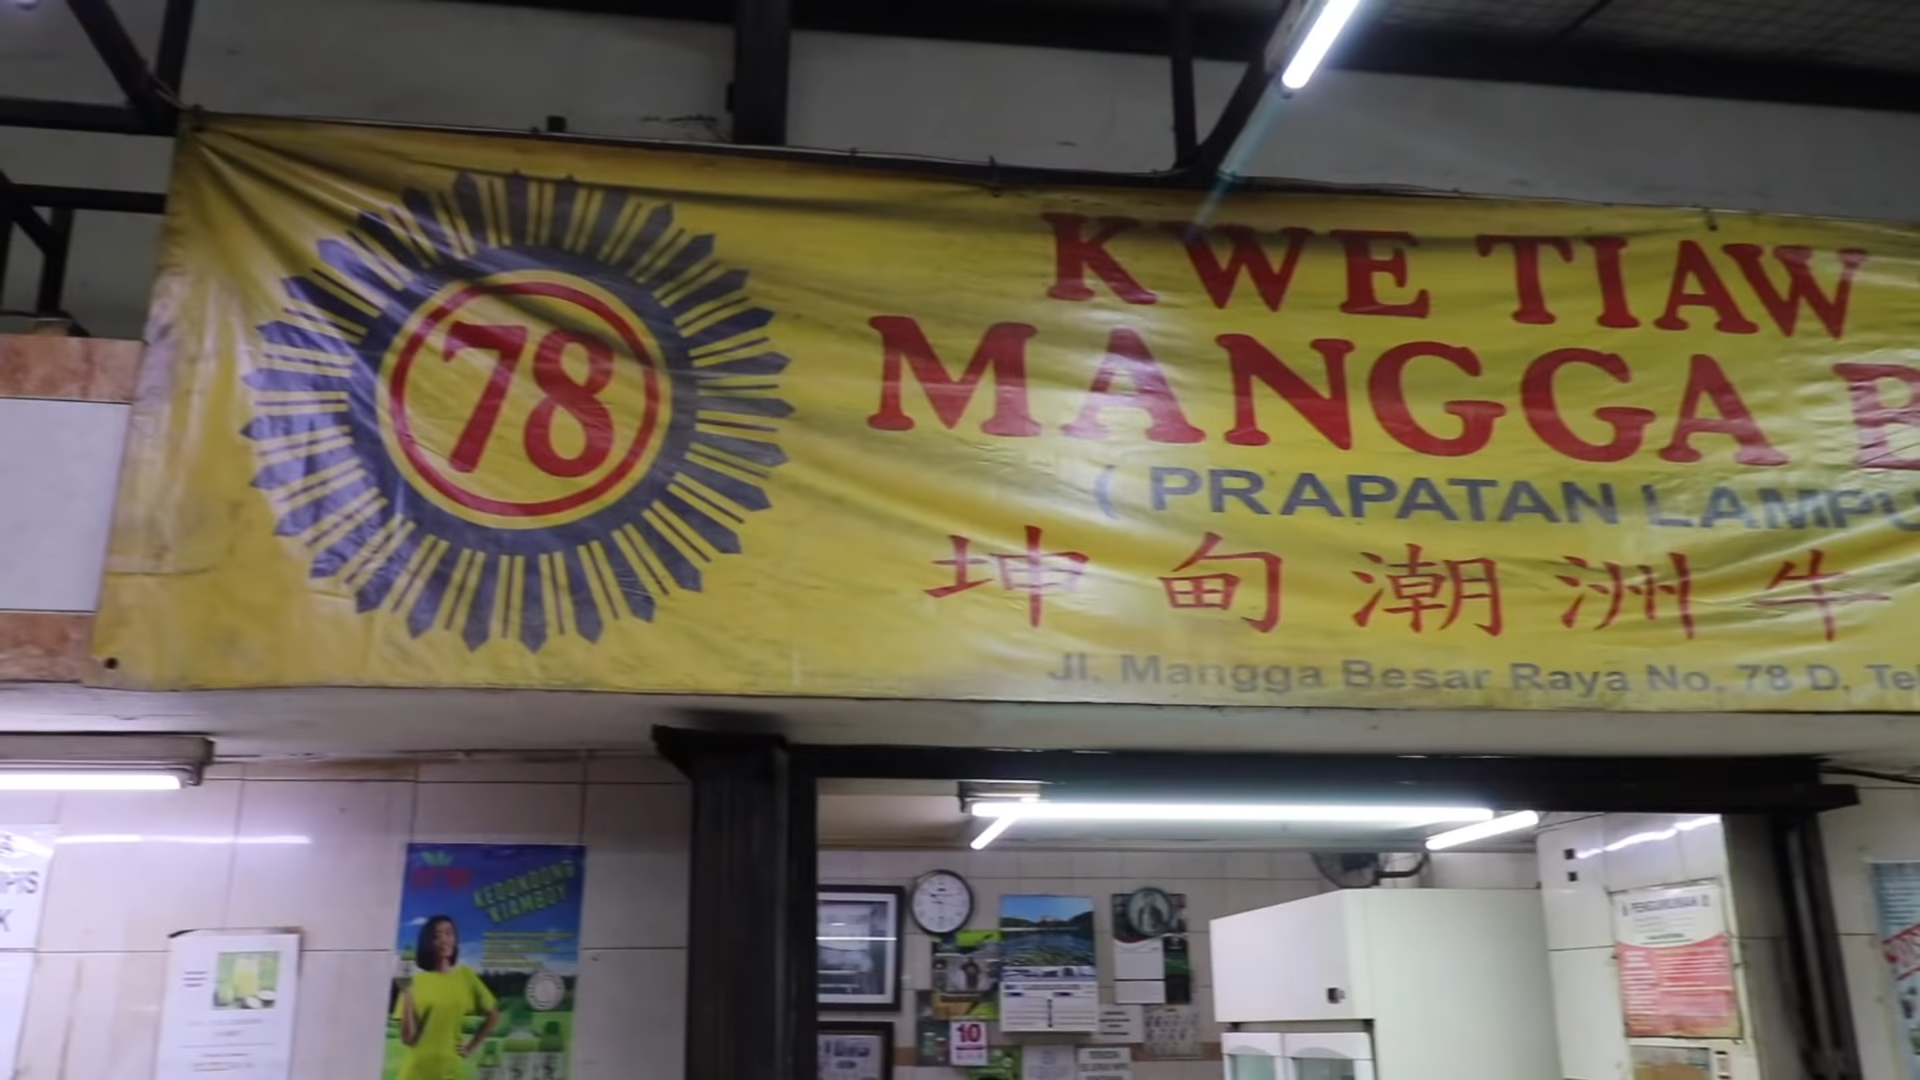 78
KWE TIAW
MANGGA B
( PRAPATAN LAMPU
坤甸潮洲牛
Jl. Mangga Besar Raya No. 78 D. Tel
KEDONDONG
KIAMBOY
PENGUMUMAN
10